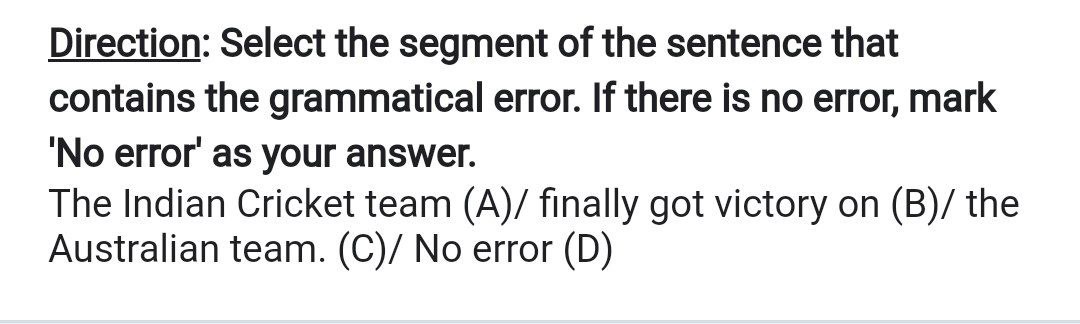 Direction: Select the segment of the sentence that
contains the grammatical error. If there is no error, mark
'No error' as your answer.
The Indian Cricket team (A)/ finally got victory on (B)/ the
Australian team. (C)/ No error (D)